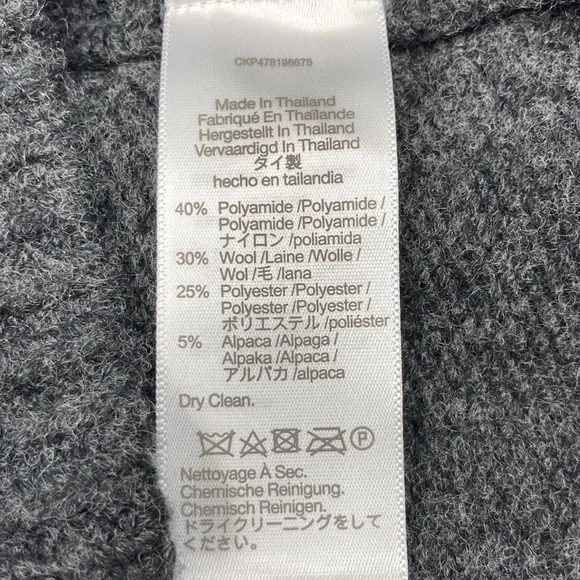 CKP478196675
Made In Thailand
Fabriqué En Thaïlande
Hergestellt In Thailand
Vervaardigd In Thailand
タイ製
hecho en tailandia
40% Polyamide /Polyamide /
Polyamide /Polyamide /
ナイロン /poliamida
30% Wool /Laine /Wolle /
Wol /毛 /lana
25% Polyester /Polyester /
Polyester /Polyester /
ポリエステル /poliéster
5% Alpaca /Alpaga /
Alpaka /Alpaca /
アルパカ /alpaca
Dry Clean.
P
Nettoyage À Sec.
Chemische Reinigung.
Chemisch Reinigen.
ドライクリーニングをして
ください。